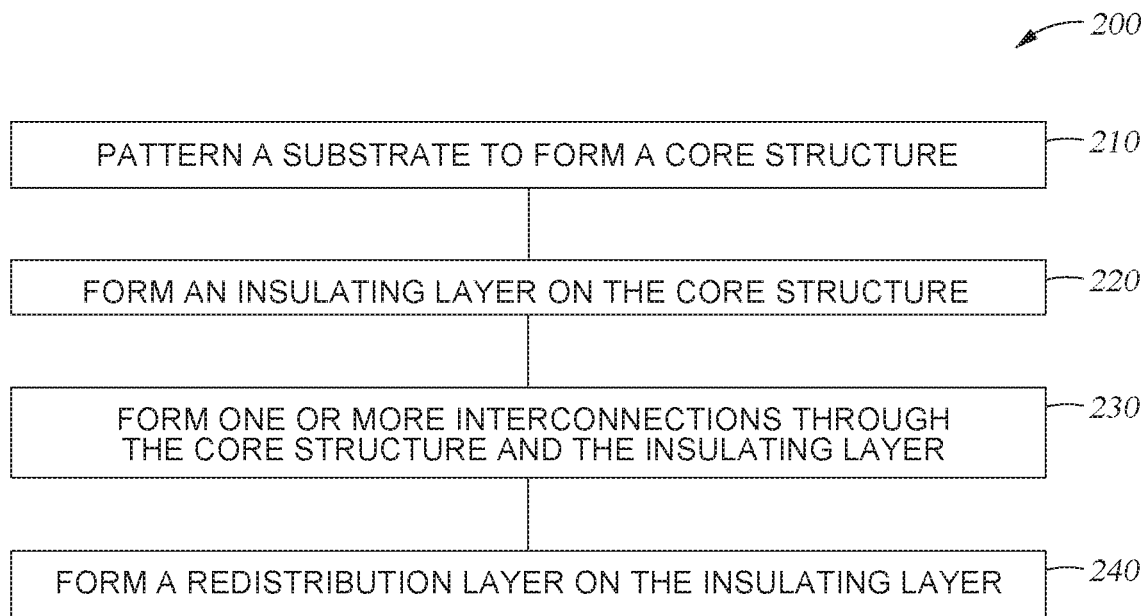 200
PATTERN A SUBSTRATE TO FORM A CORE STRUCTURE
210
FORM AN INSULATING LAYER ON THE CORE STRUCTURE
220
FORM ONE OR MORE INTERCONNECTIONS THROUGH
THE CORE STRUCTURE AND THE INSULATING LAYER
230
FORM A REDISTRIBUTION LAYER ON THE INSULATING LAYER
240